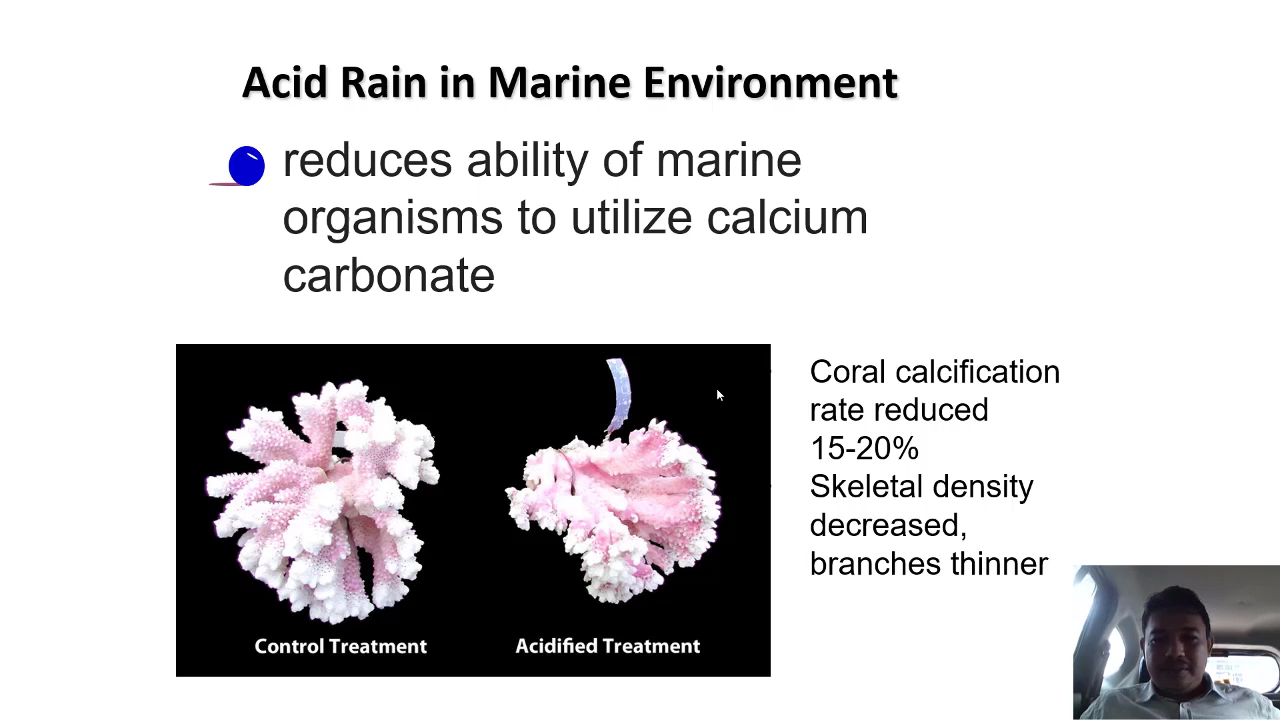 Acid Rain in Marine Environment
reduces ability of marine
organisms to utilize calcium
carbonate
Coral calcification
rate reduced
15-20%
Skeletal density
decreased,
branches thinner
Control Treatment
Acidified Treatment